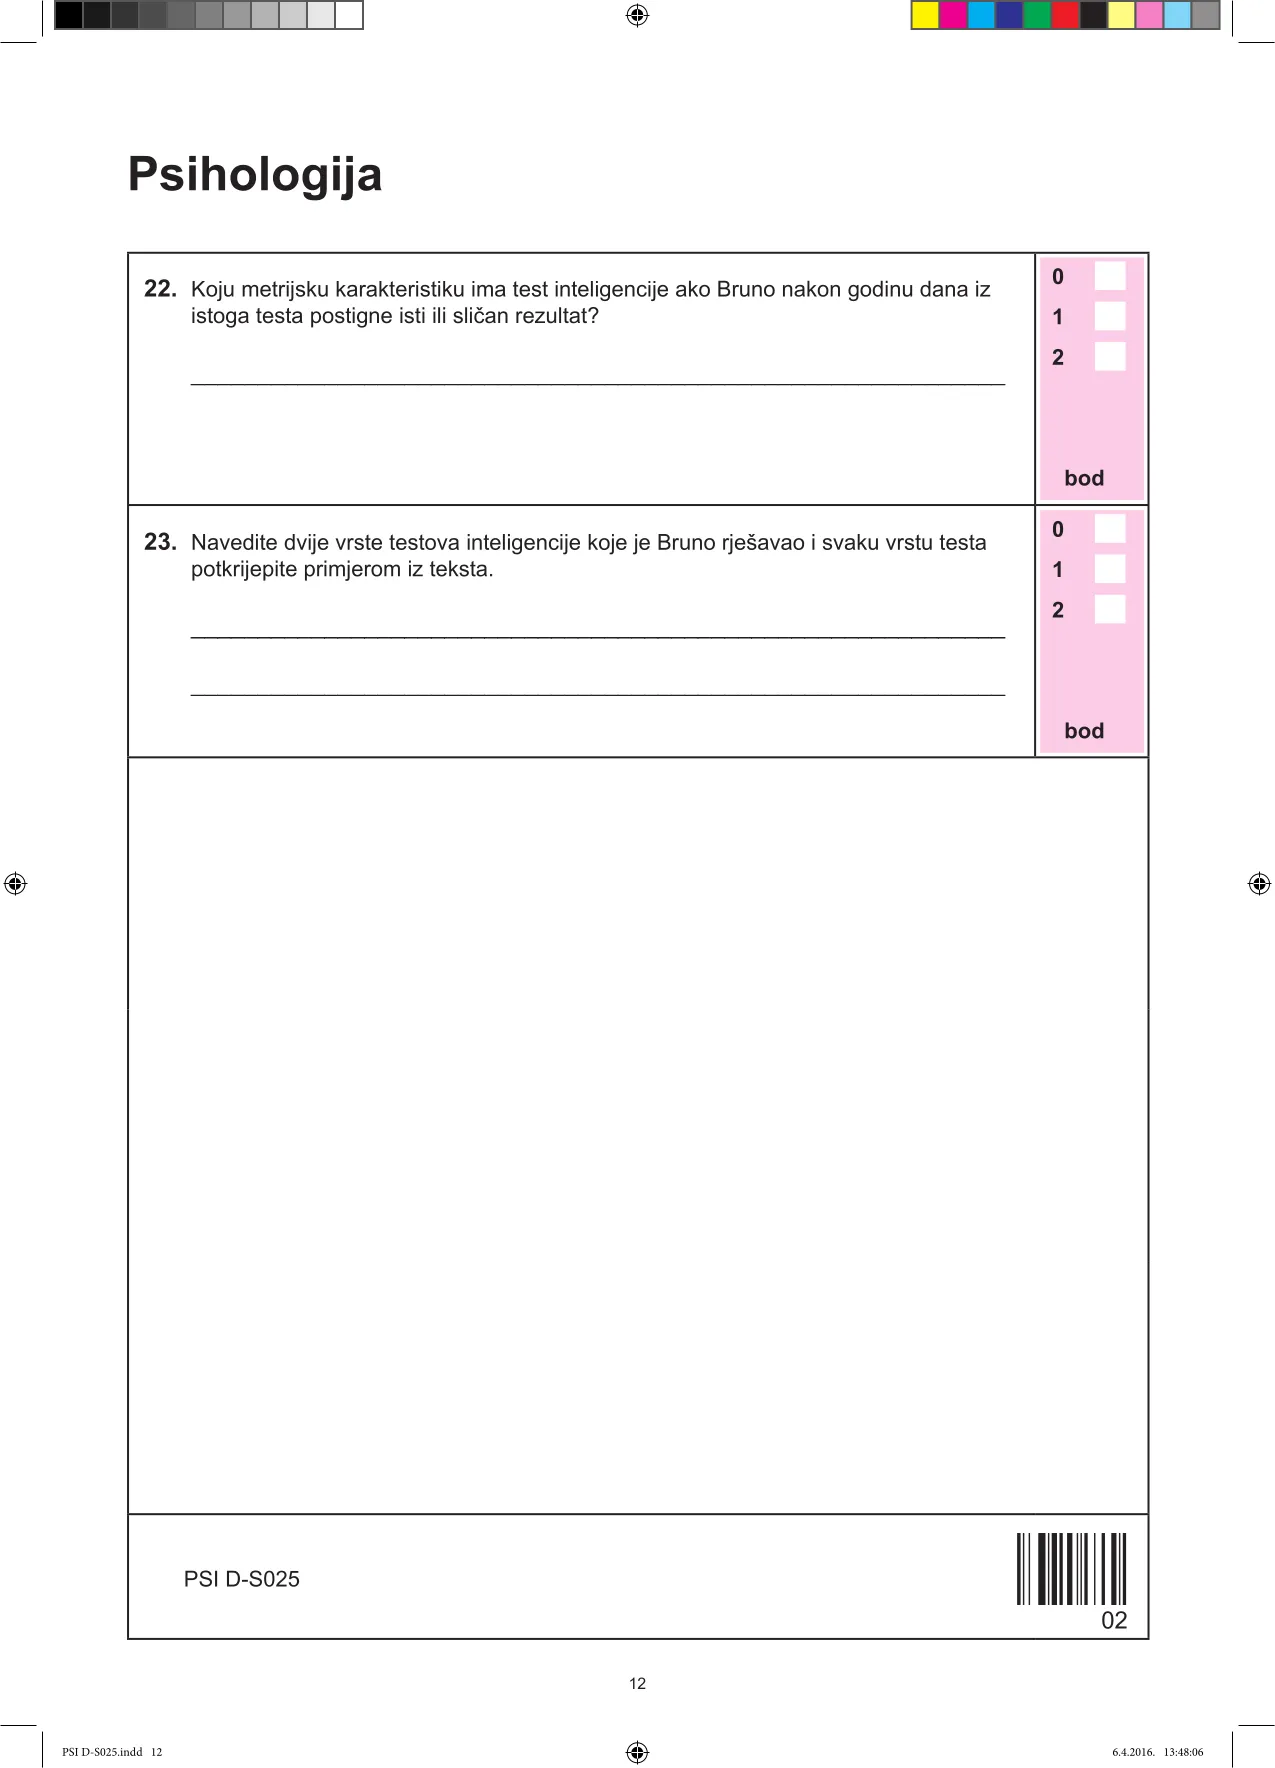 Psihologija
22. Koju metrijsku karakteristiku ima test inteligencije ako Bruno nakon godinu dana iz
istoga testa postigne isti ili sličan rezultat?
0
1
2
bod
23. Navedite dvije vrste testova inteligencije koje je Bruno rješavao i svaku vrstu testa
potkrijepite primjerom iz teksta.
0
1
2
bod
PSI D-S025
02
12
PSI D-S025.indd 12
6.4.2016. 13:48:06